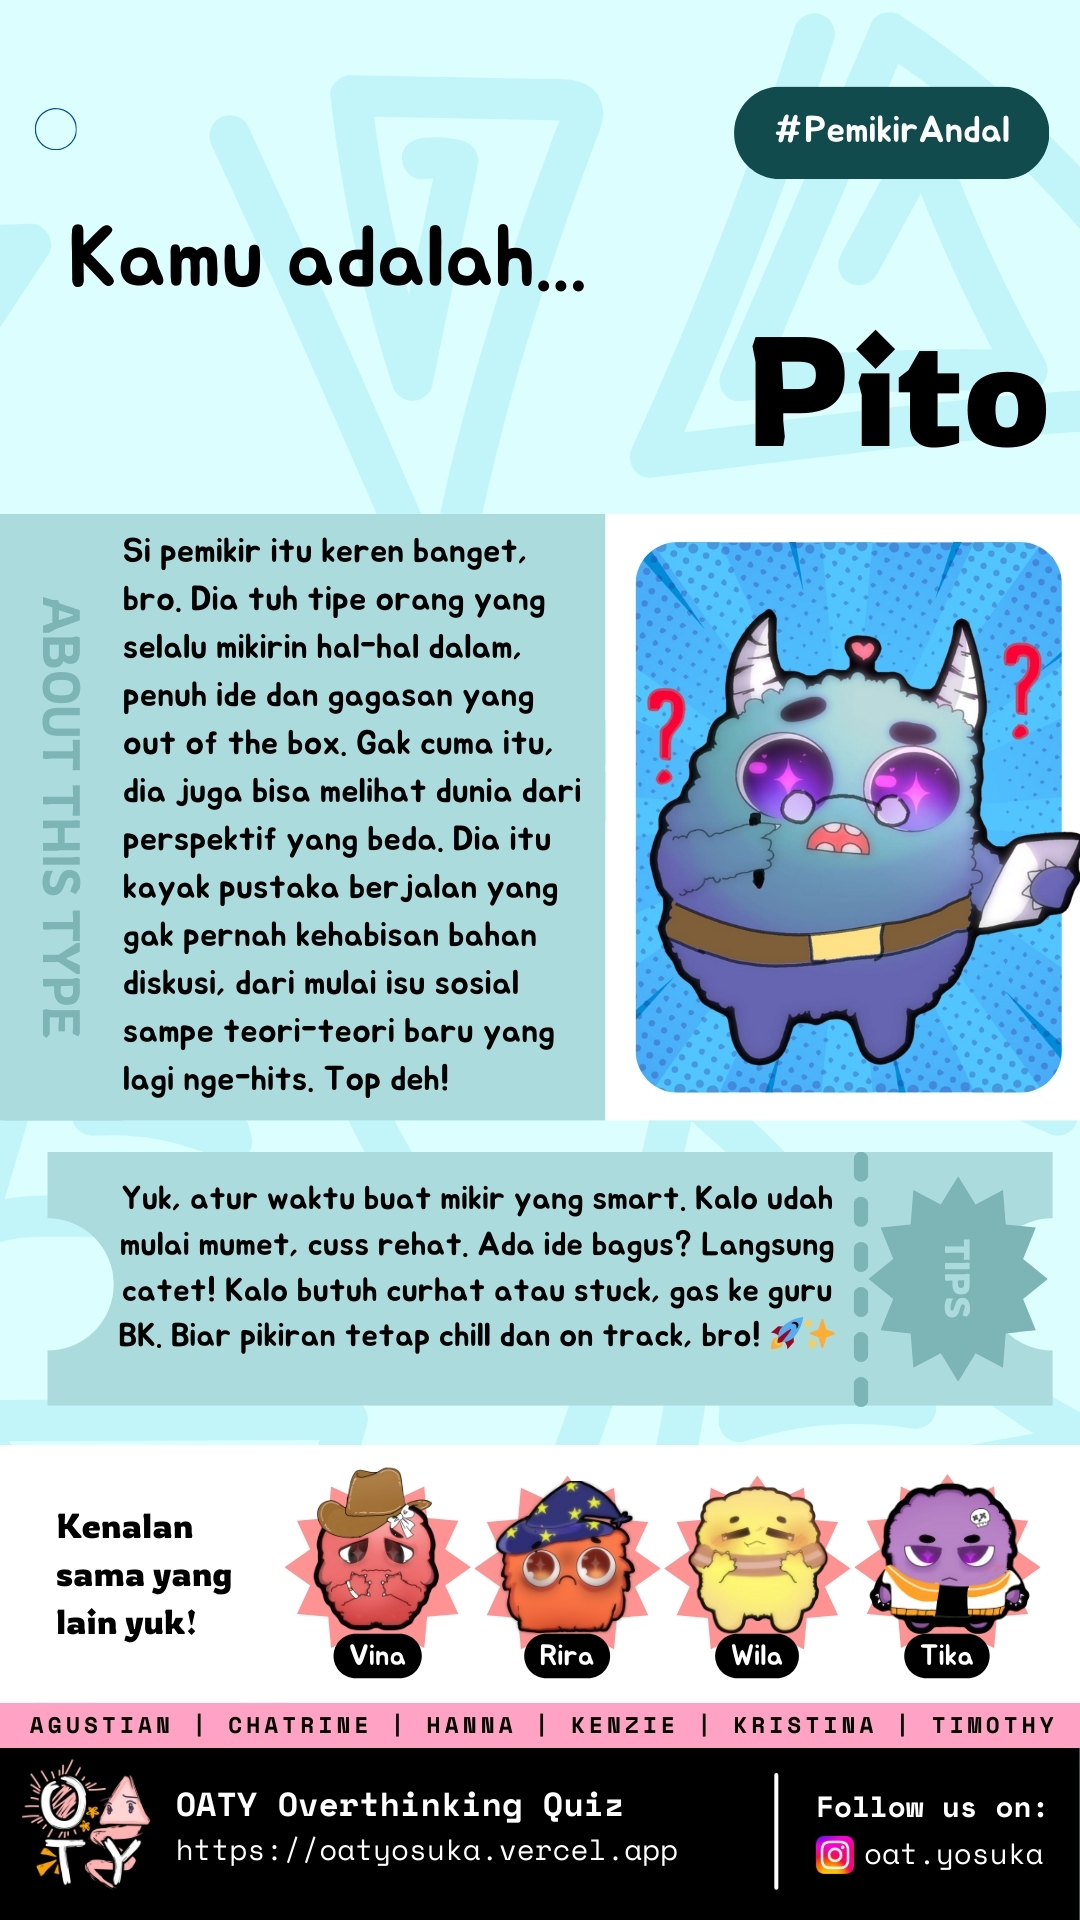 #PemikirAndal
Kamu adalah...
Pito
ABOUT THIS TYPE
Si pemikir itu keren banget,
bro. Dia tuh tipe orang yang
selalu mikirin hal-hal dalam,
penuh ide dan gagasan yang
out of the box. Gak cuma itu,
dia juga bisa melihat dunia dari
perspektif yang beda. Dia itu
kayak pustaka berjalan yang
gak pernah kehabisan bahan
diskusi, dari mulai isu sosial
sampe teori-teori baru yang
lagi nge-hits. Top deh!
? ?
Yuk, atur waktu buat mikir yang smart. Kalo udah
mulai mumet, cuss rehat. Ada ide bagus? Langsung
catet! Kalo butuh curhat atau stuck, gas ke guru
BK. Biar pikiran tetap chill dan on track, bro! 🚀✨
TIPS
Kenalan
sama yang
lain yuk!
Vina
Rira
Wila
Tika
AGUSTIAN | CHATRINE | HANNA | KENZIE | KRISTINA | TIMOTHY
OATY
OATY Overthinking Quiz
https://oatyosuka.vercel.app
Follow us on:
oat.yosuka